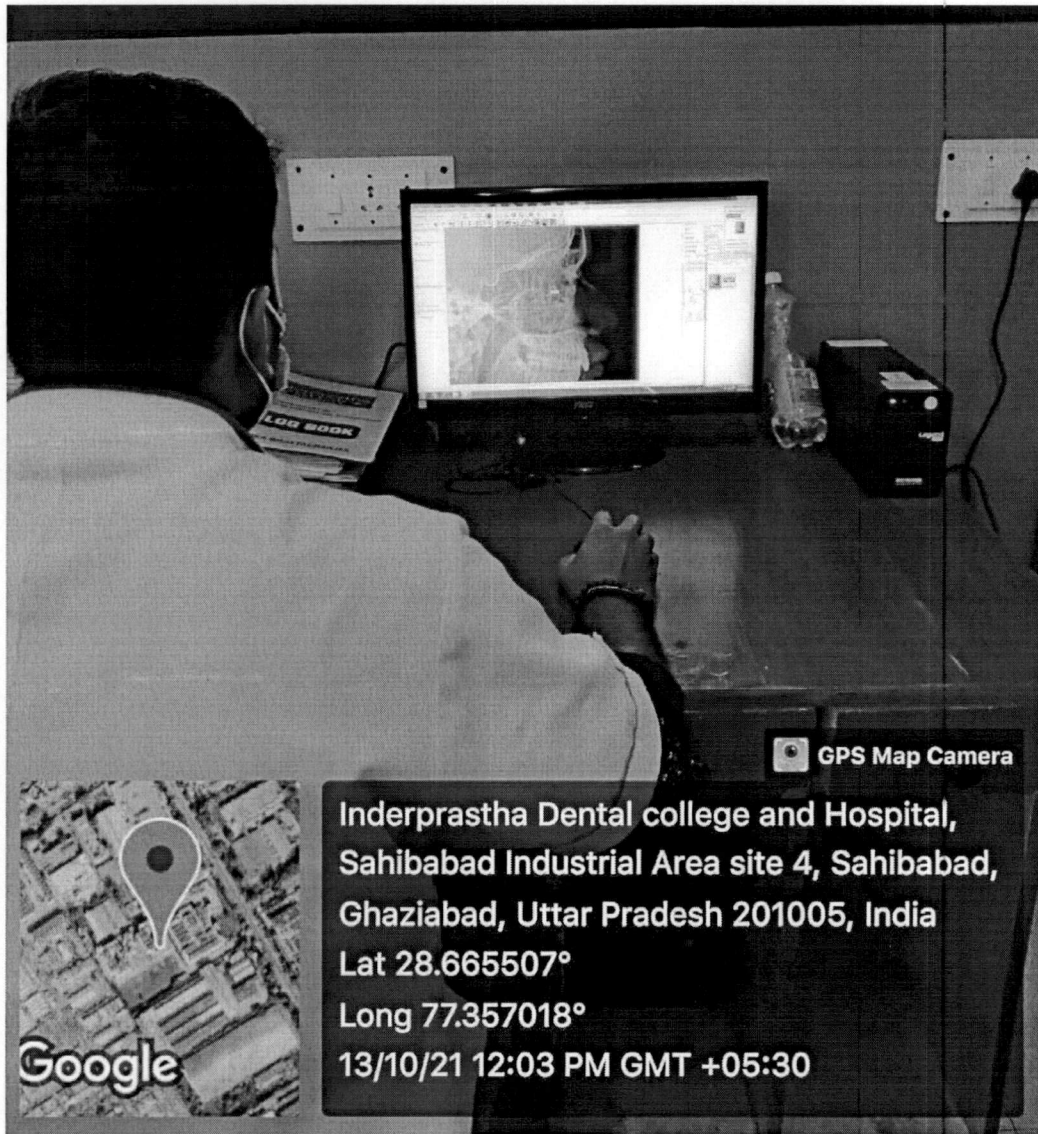 LOG BOOK
GPS Map Camera
Inderprastha Dental college and Hospital,
Sahibabad Industrial Area site 4, Sahibabad,
Ghaziabad, Uttar Pradesh 201005, India
Lat 28.665507°
Long 77.357018°
13/10/21 12:03 PM GMT +05:30
Google